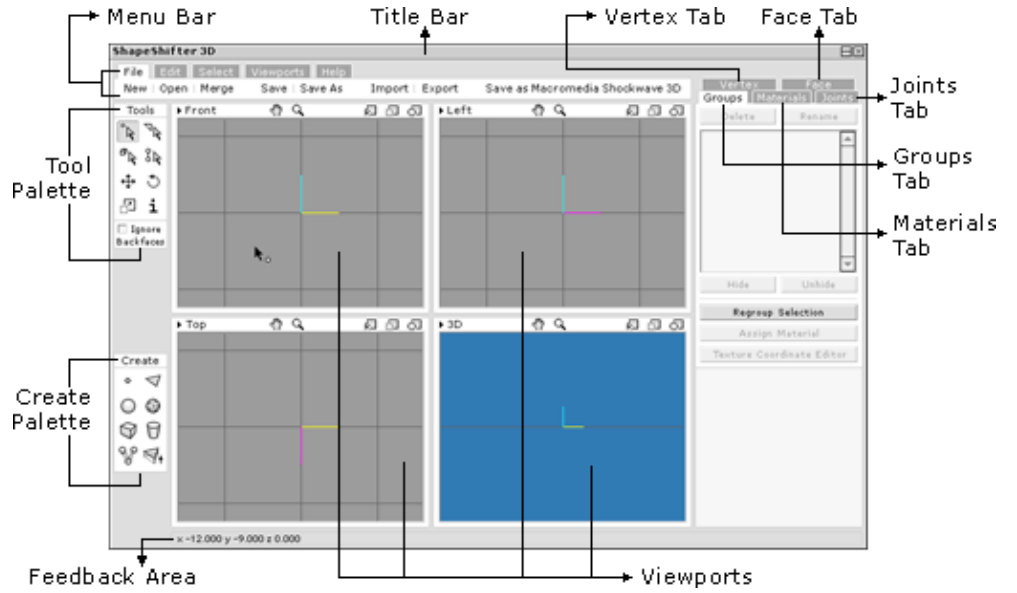 Menu Bar
Title Bar
Vertex Tab
Face Tab
ShapeShifter 3D
File Edit Select Viewports Help
New Open Merge Save Save As Import Export Save as Macromedia Shockwave 3D
Vertex Face
Groups Materials Joints
Joints
Tab
Tools
Front
Left
Delete Rename
Tool
Palette
Groups
Tab
Materials
Tab
Ignore
Backfaces
Hide Unhide
Regroup Selection
Top
3D
Assign Material
Texture Coordinate Editor
Create
Create
Palette
x -12.000 y -9.000 z 0.000
Feedback Area
Viewports